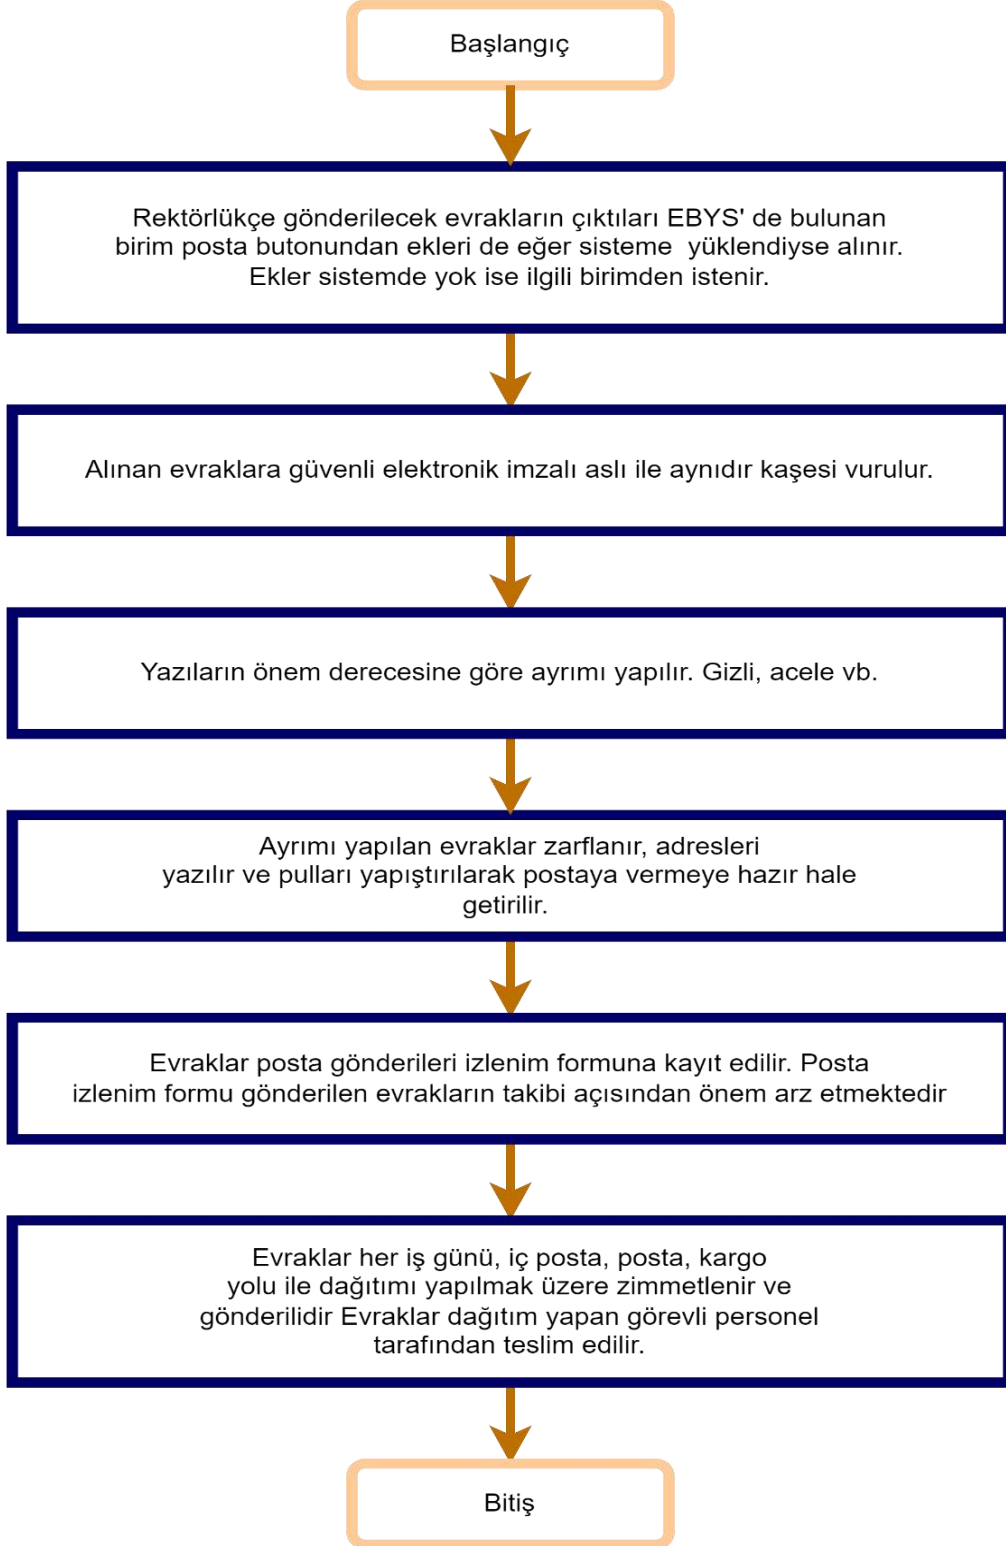 Başlangıç
Rektörlükçe gönderilecek evrakların çıktıları EBYS' de bulunan
birim posta butonundan ekleri de eğer sisteme  yüklendiyse alınır.
Ekler sistemde yok ise ilgili birimden istenir.
Alınan evraklara güvenli elektronik imzalı aslı ile aynıdır kaşesi vurulur.
Yazıların önem derecesine göre ayrımı yapılır. Gizli, acele vb.
Ayrımı yapılan evraklar zarflanır, adresleri
yazılır ve pulları yapıştırılarak postaya vermeye hazır hale
getirilir.
Evraklar posta gönderileri izlenim formuna kayıt edilir. Posta
izlenim formu gönderilen evrakların takibi açısından önem arz etmektedir
Evraklar her iş günü, iç posta, posta, kargo
yolu ile dağıtımı yapılmak üzere zimmetlenir ve
gönderilidir Evraklar dağıtım yapan görevli personel
tarafından teslim edilir.
Bitiş